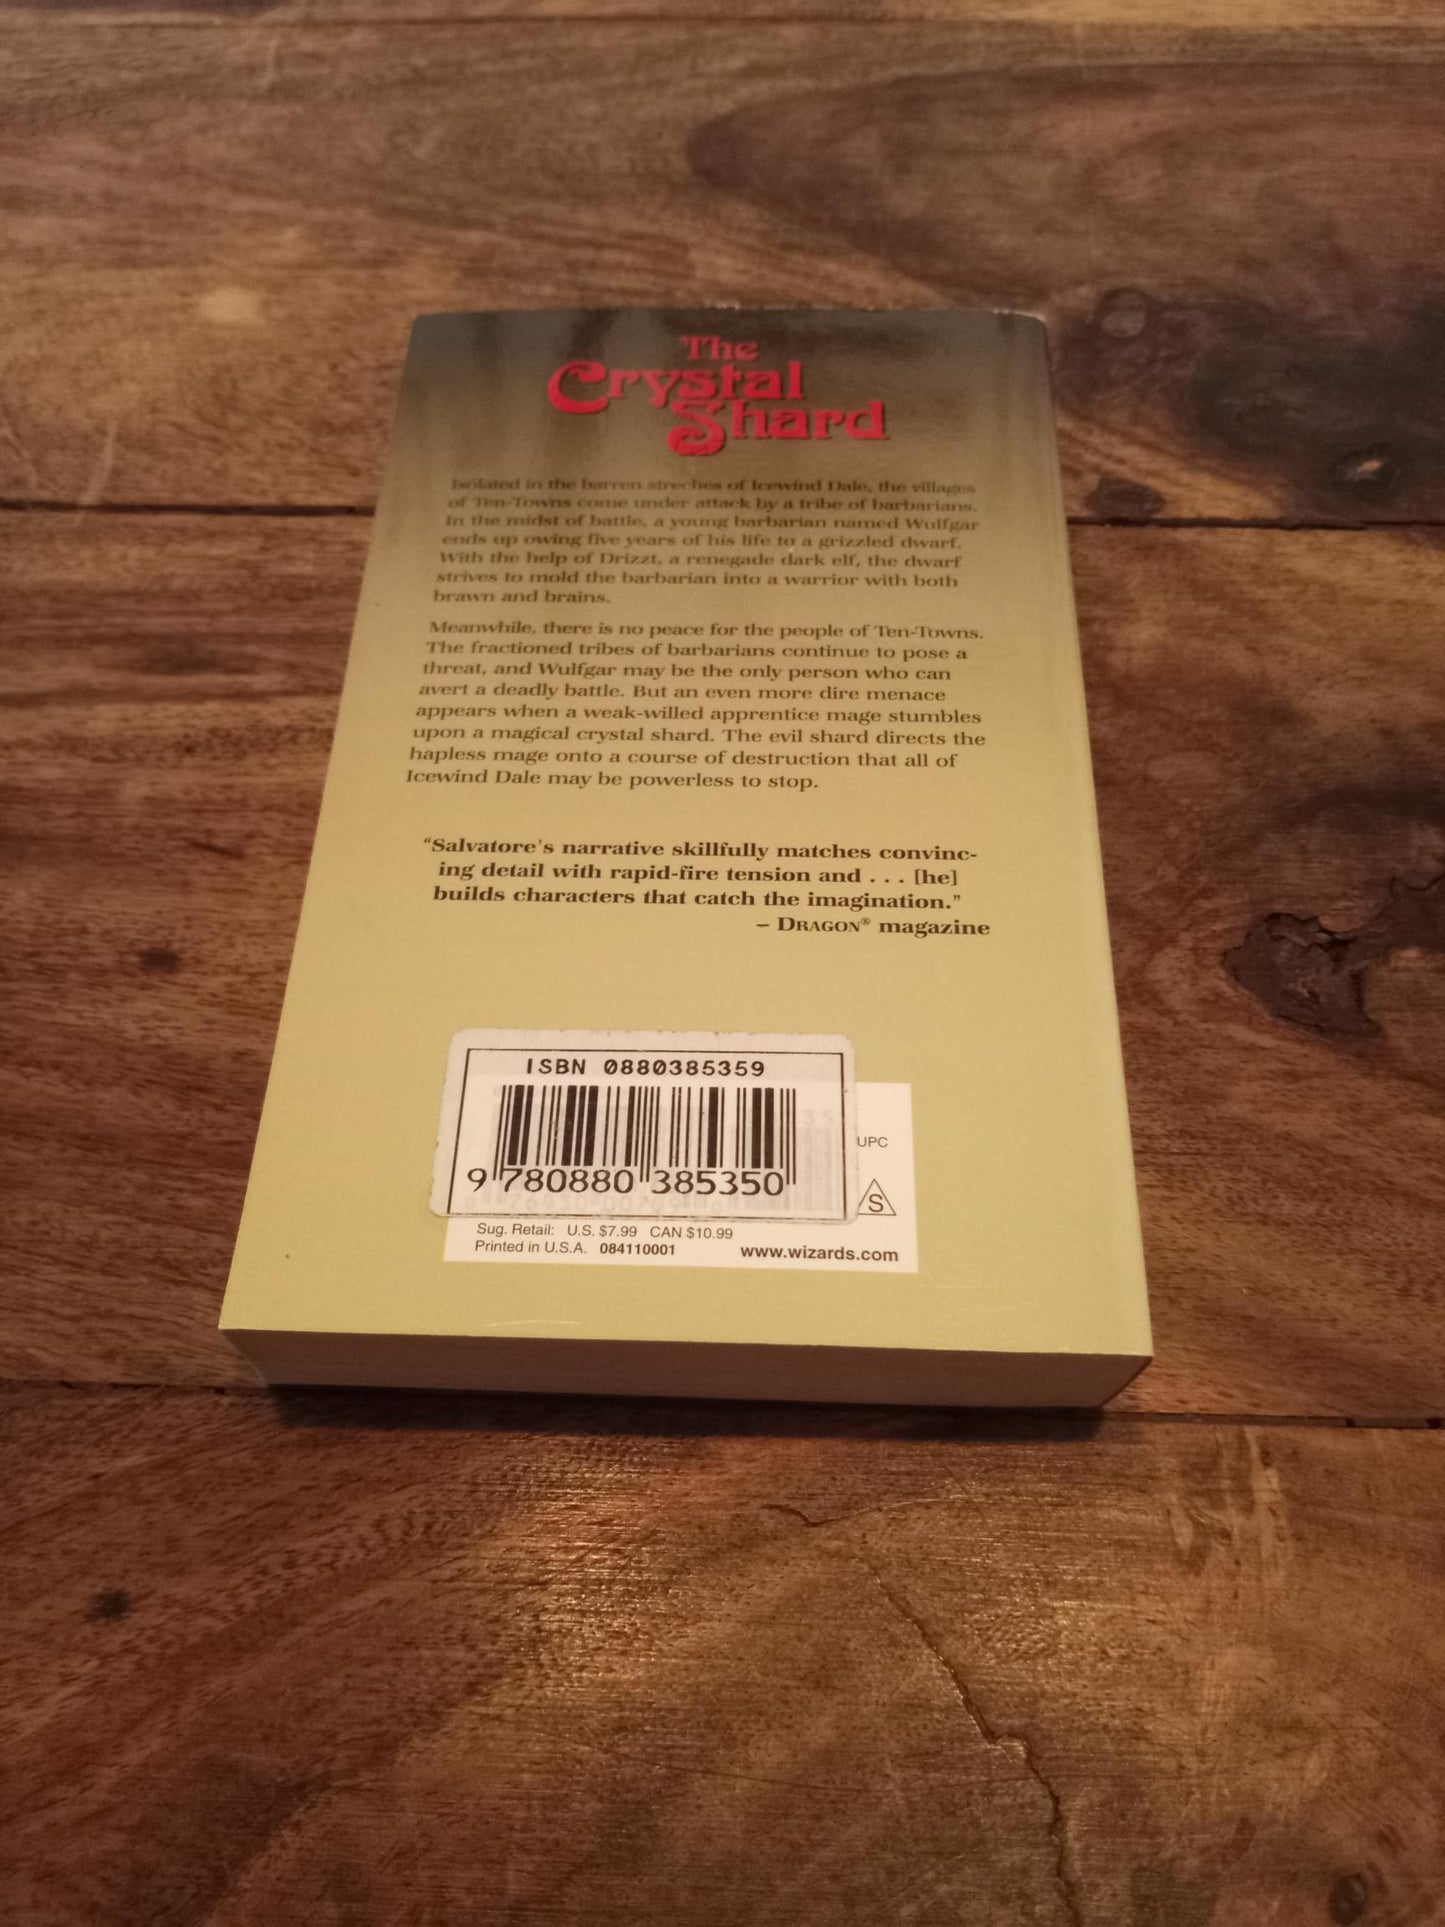 The
Crystal
Shard
Isolated in the barren streches of Icewind Dale, the villages
of Ten-Towns come under attack by a tribe of barbarians.
In the midst of battle, a young barbarian named Wulfgar
ends up owing five years of his life to a grizzled dwarf.
With the help of Drizzt, a renegade dark elf, the dwarf
strives to mold the barbarian into a warrior with both
brawn and brains.
Meanwhile, there is no peace for the people of Ten-Towns.
The fractioned tribes of barbarians continue to pose a
threat, and Wulfgar may be the only person who can
avert a deadly battle. But an even more dire menace
appears when a weak-willed apprentice mage stumbles
upon a magical crystal shard. The evil shard directs the
hapless mage onto a course of destruction that all of
Icewind Dale may be powerless to stop.
"Salvatore's narrative skillfully matches convinc-
ing detail with rapid-fire tension and . . . [he]
builds characters that catch the imagination."
– DRAGON® magazine
ISBN 0880385359
35
UPC
9 780880 385350
S
Sug. Retail: U.S. $7.99 CAN $10.99
Printed in U.S.A. 084110001 www.wizards.com